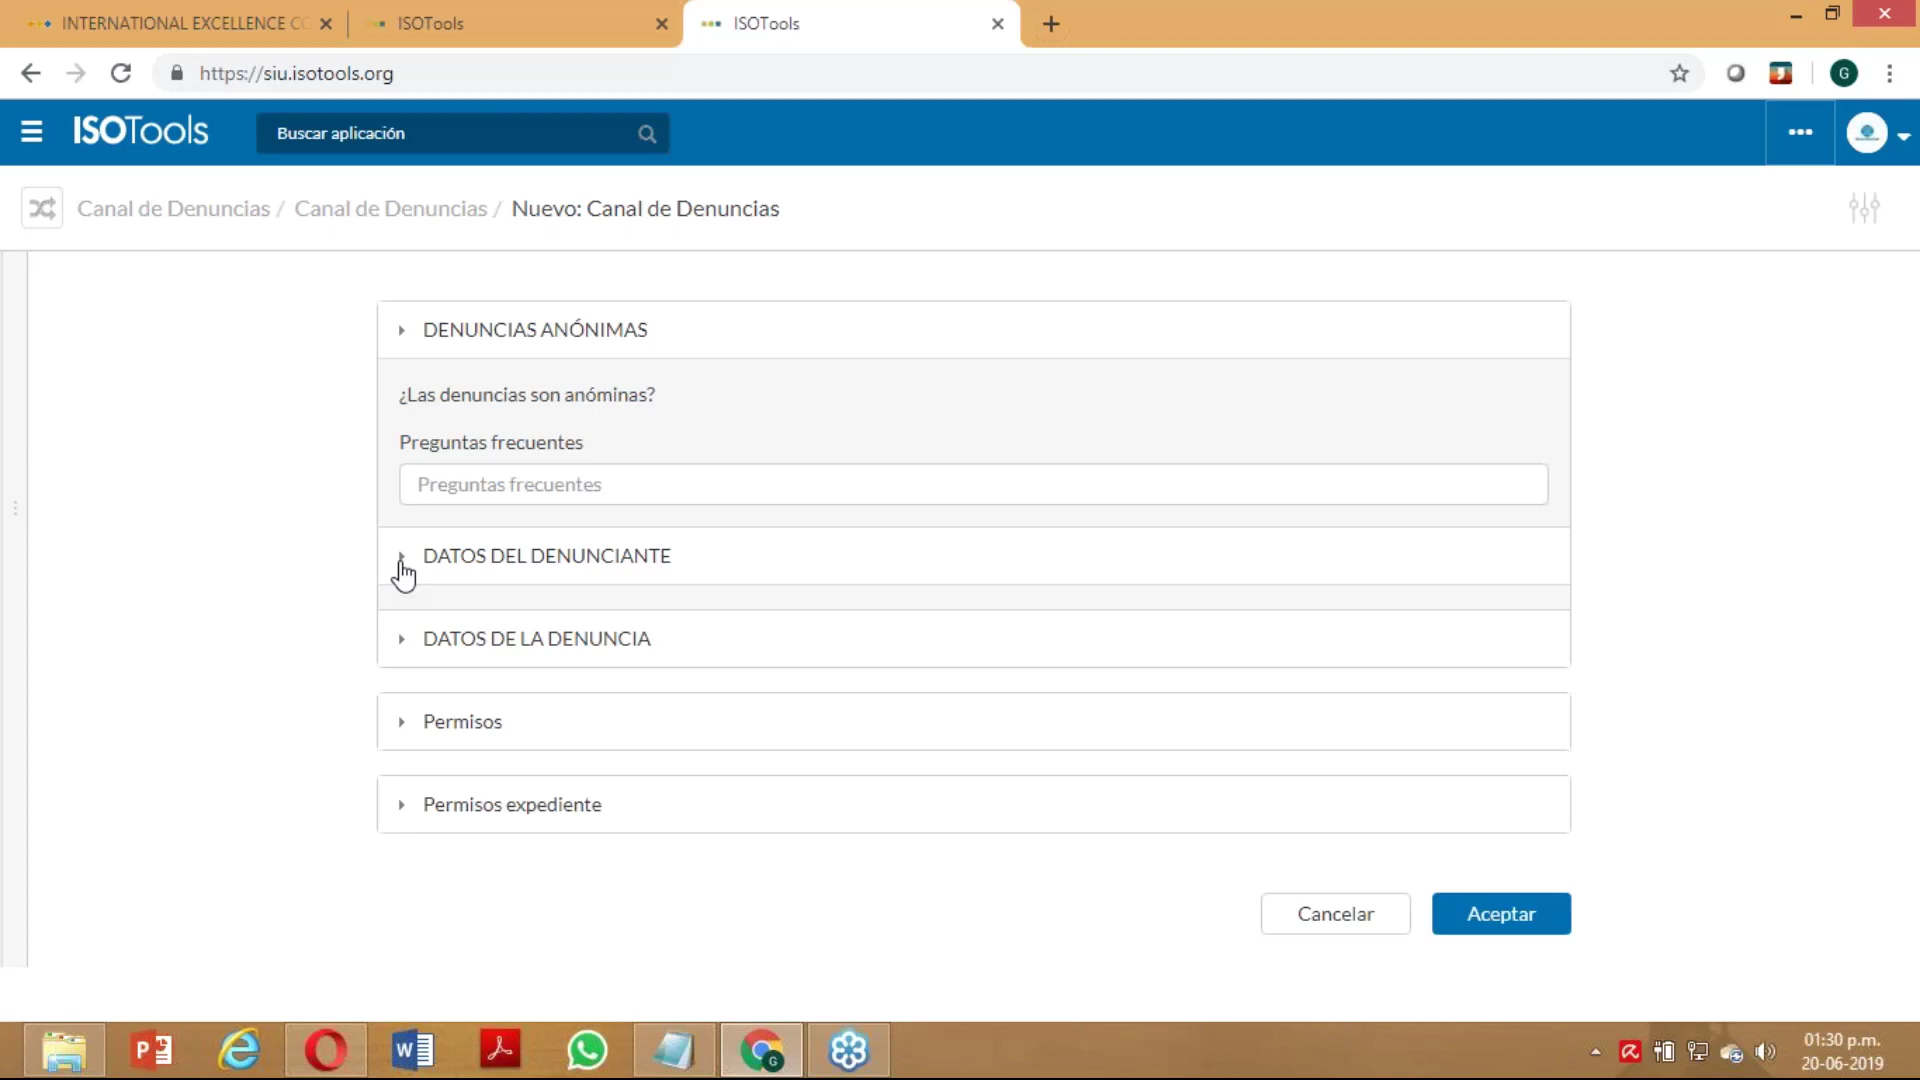 INTERNATIONAL EXCELLENCE CO
ISOTools
ISOTools
https://siu.isotools.org
G
ISOTools
Buscar aplicación
Canal de Denuncias / Canal de Denuncias / Nuevo: Canal de Denuncias
DENUNCIAS ANÓNIMAS
¿Las denuncias son anóminas?
Preguntas frecuentes
Preguntas frecuentes
DATOS DEL DENUNCIANTE
DATOS DE LA DENUNCIA
Permisos
Permisos expediente
Cancelar
Aceptar
01:30 p.m.
20-06-2019